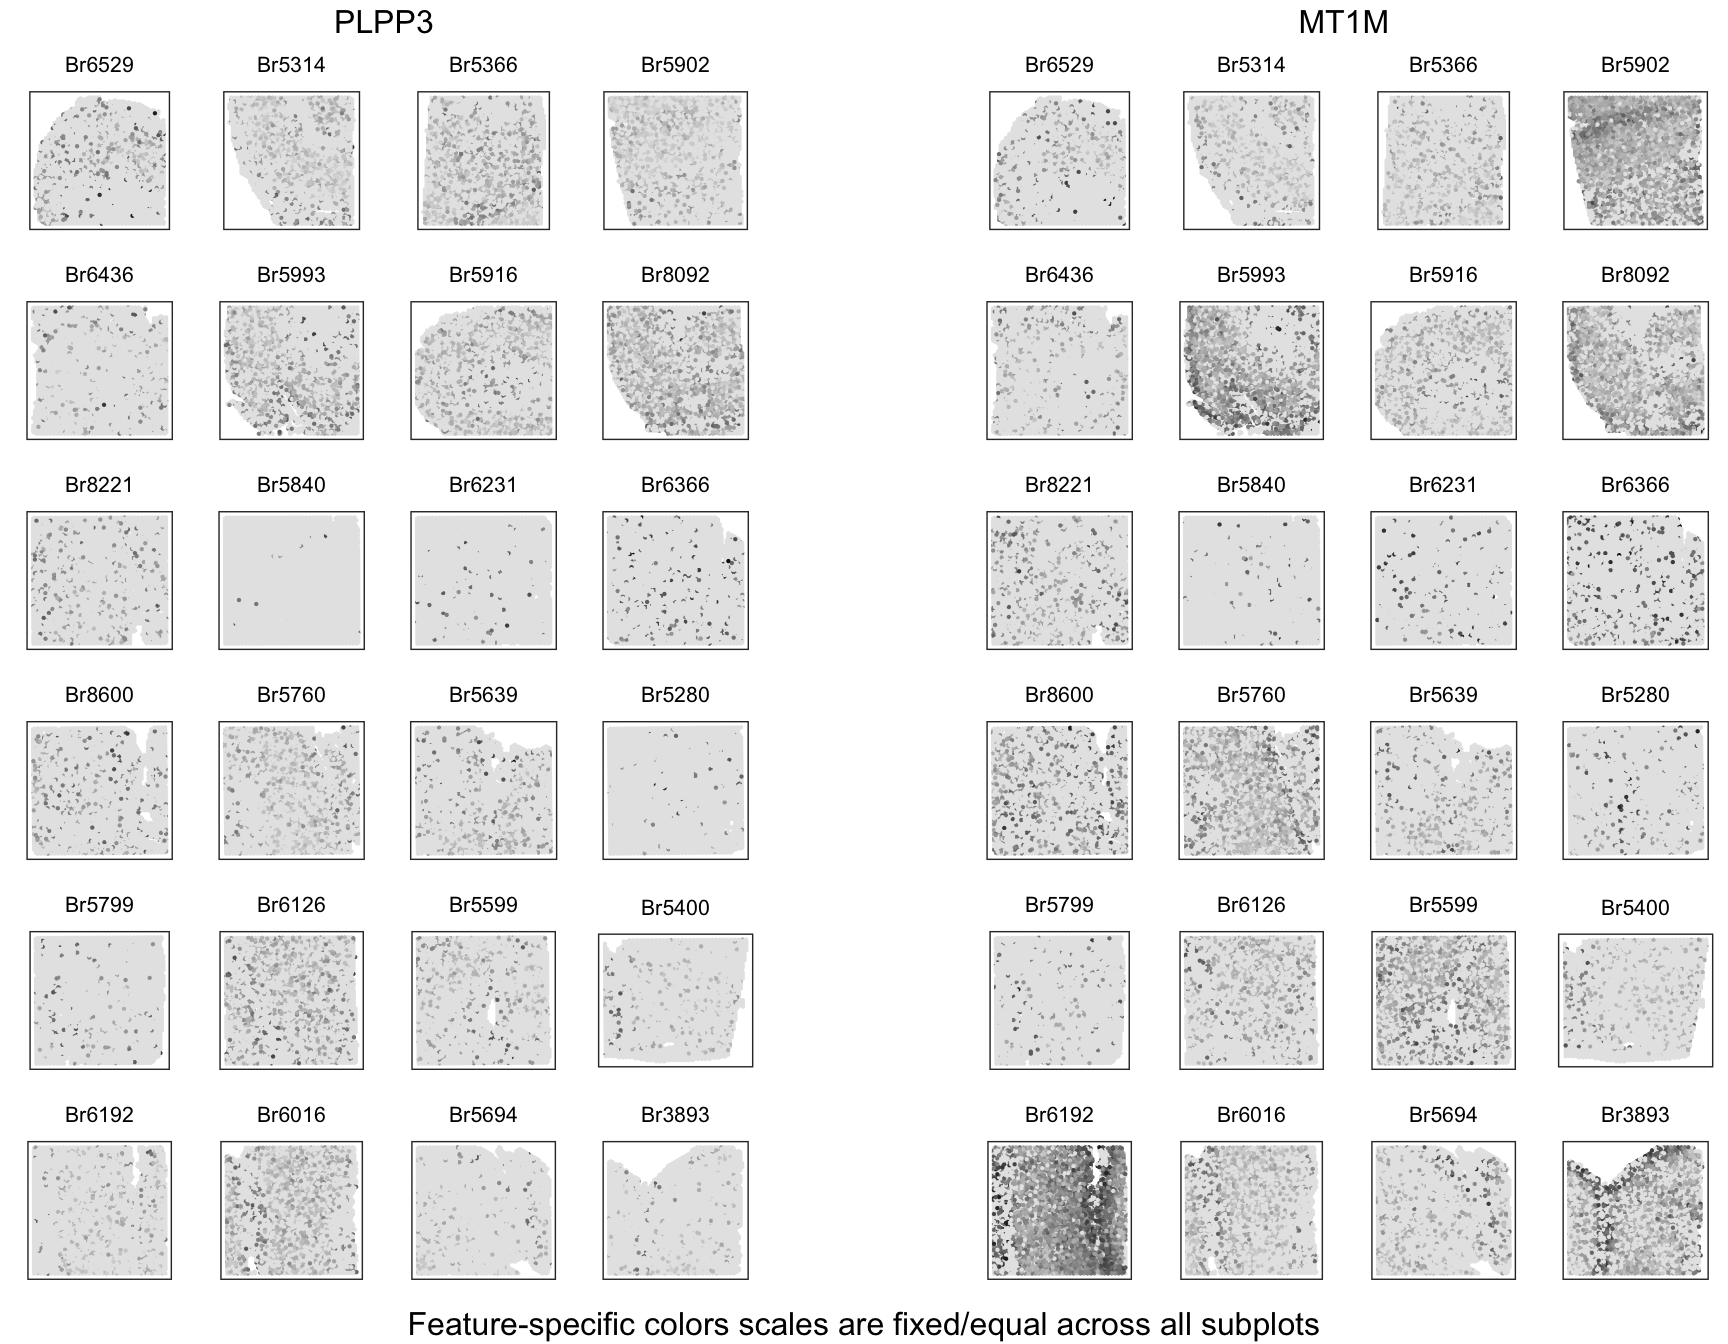 PLPP3 MT1M
Br6529 Br5314 Br5366 Br5902 Br6529 Br5314 Br5366 Br5902
Br6436 Br5993 Br5916 Br8092 Br6436 Br5993 Br5916 Br8092
Br8221 Br5840 Br6231 Br6366 Br8221 Br5840 Br6231 Br6366
Br8600 Br5760 Br5639 Br5280 Br8600 Br5760 Br5639 Br5280
Br5799 Br6126 Br5599 Br5400 Br5799 Br6126 Br5599 Br5400
Br6192 Br6016 Br5694 Br3893 Br6192 Br6016 Br5694 Br3893
Feature-specific colors scales are fixed/equal across all subplots